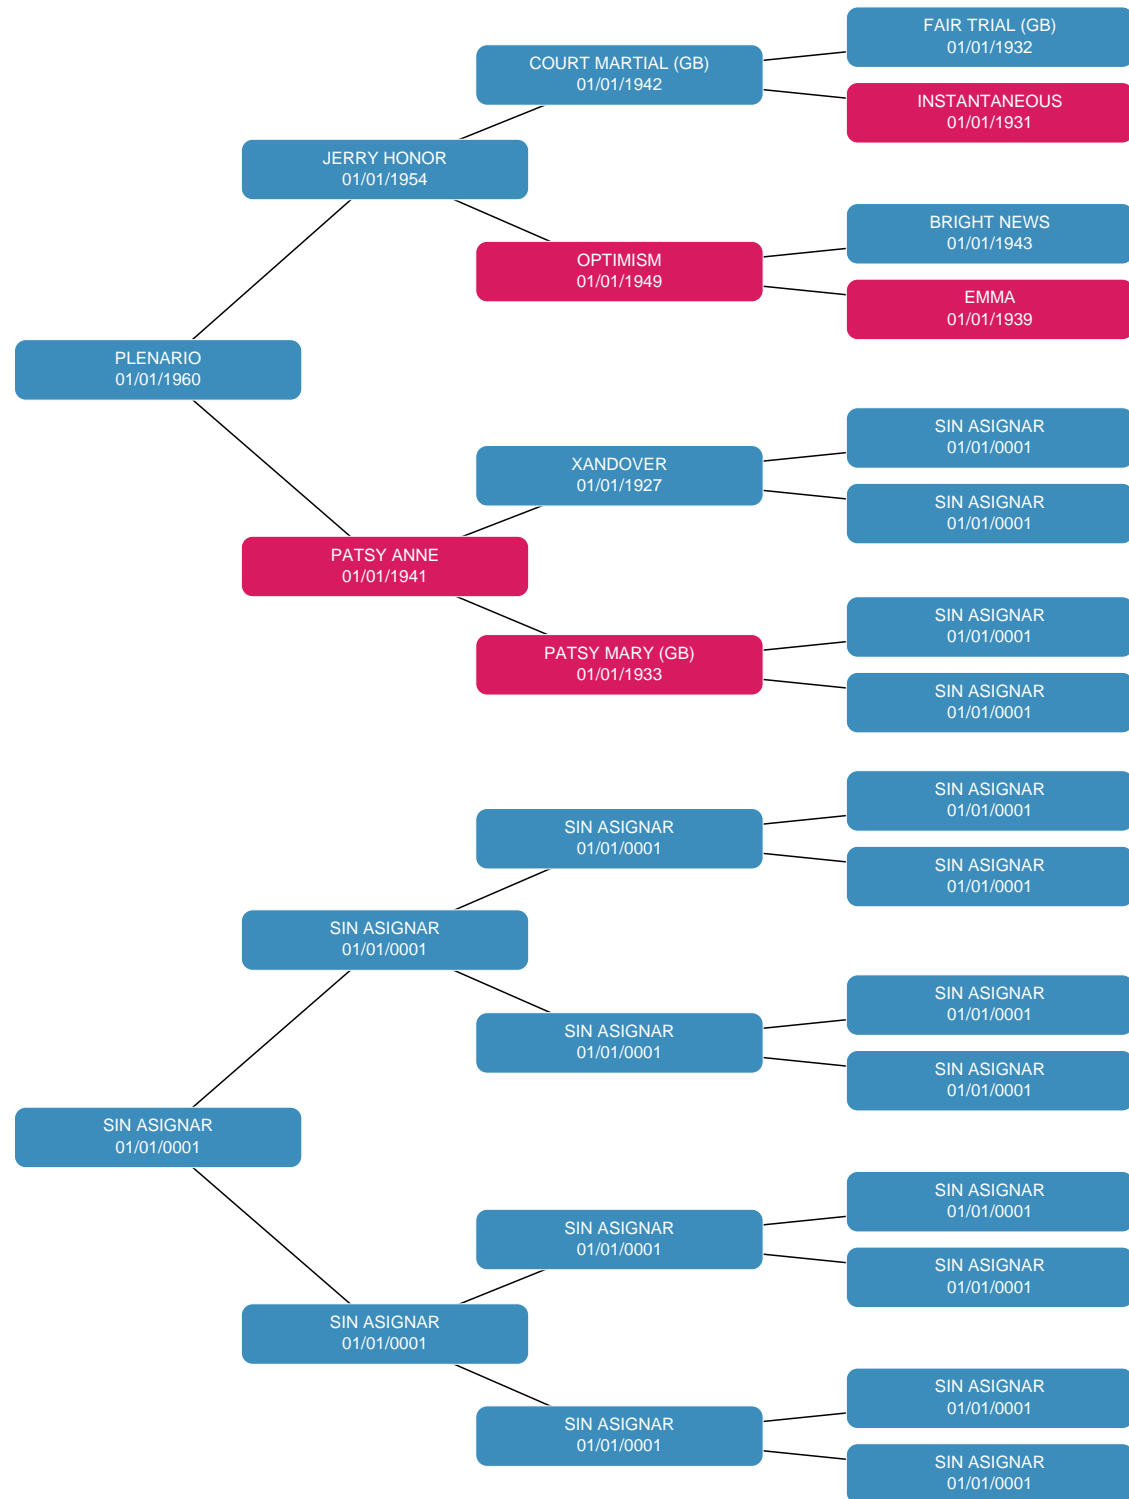 FAIR TRIAL (GB)
01/01/1932
COURT MARTIAL (GB)
01/01/1942
INSTANTANEOUS
01/01/1931
JERRY HONOR
01/01/1954
BRIGHT NEWS
01/01/1943
OPTIMISM
01/01/1949
EMMA
01/01/1939
PLENARIO
01/01/1960
SIN ASIGNAR
01/01/0001
XANDOVER
01/01/1927
SIN ASIGNAR
01/01/0001
PATSY ANNE
01/01/1941
SIN ASIGNAR
01/01/0001
PATSY MARY (GB)
01/01/1933
SIN ASIGNAR
01/01/0001
SIN ASIGNAR
01/01/0001
SIN ASIGNAR
01/01/0001
SIN ASIGNAR
01/01/0001
SIN ASIGNAR
01/01/0001
SIN ASIGNAR
01/01/0001
SIN ASIGNAR
01/01/0001
SIN ASIGNAR
01/01/0001
SIN ASIGNAR
01/01/0001
SIN ASIGNAR
01/01/0001
SIN ASIGNAR
01/01/0001
SIN ASIGNAR
01/01/0001
SIN ASIGNAR
01/01/0001
SIN ASIGNAR
01/01/0001
SIN ASIGNAR
01/01/0001
SIN ASIGNAR
01/01/0001